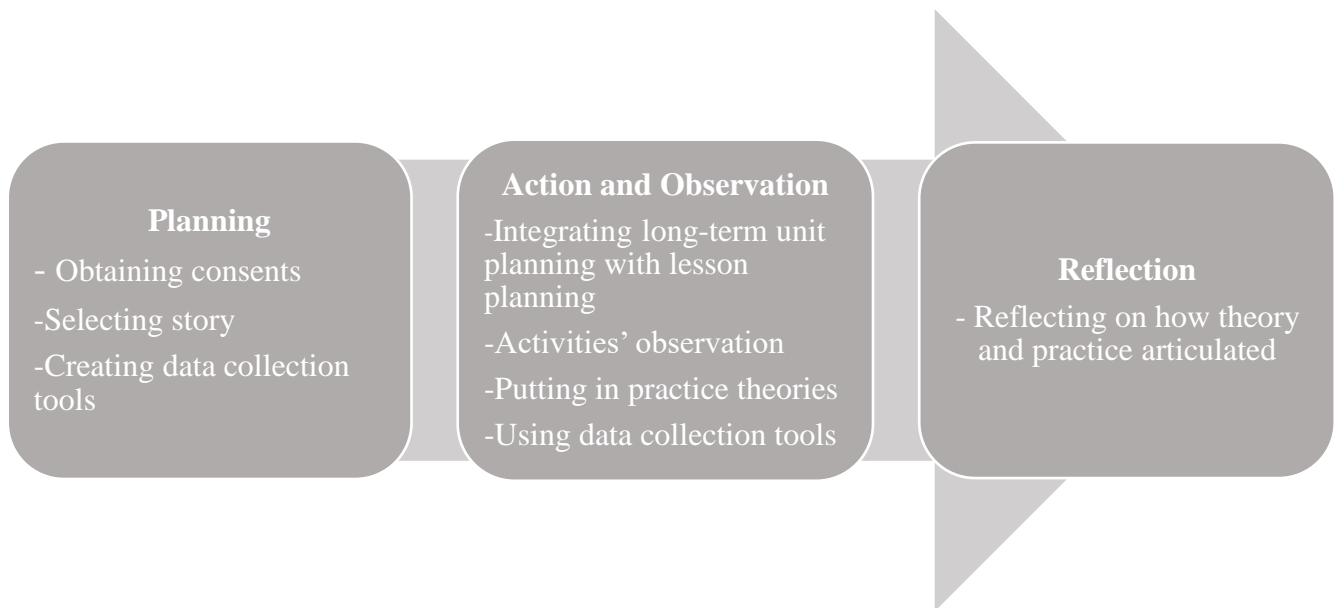 Planning
- Obtaining consents
-Selecting story
-Creating data collection
tools
Action and Observation
-Integrating long-term unit
planning with lesson
planning
-Activities’ observation
-Putting in practice theories
-Using data collection tools
Reflection
- Reflecting on how theory
and practice articulated